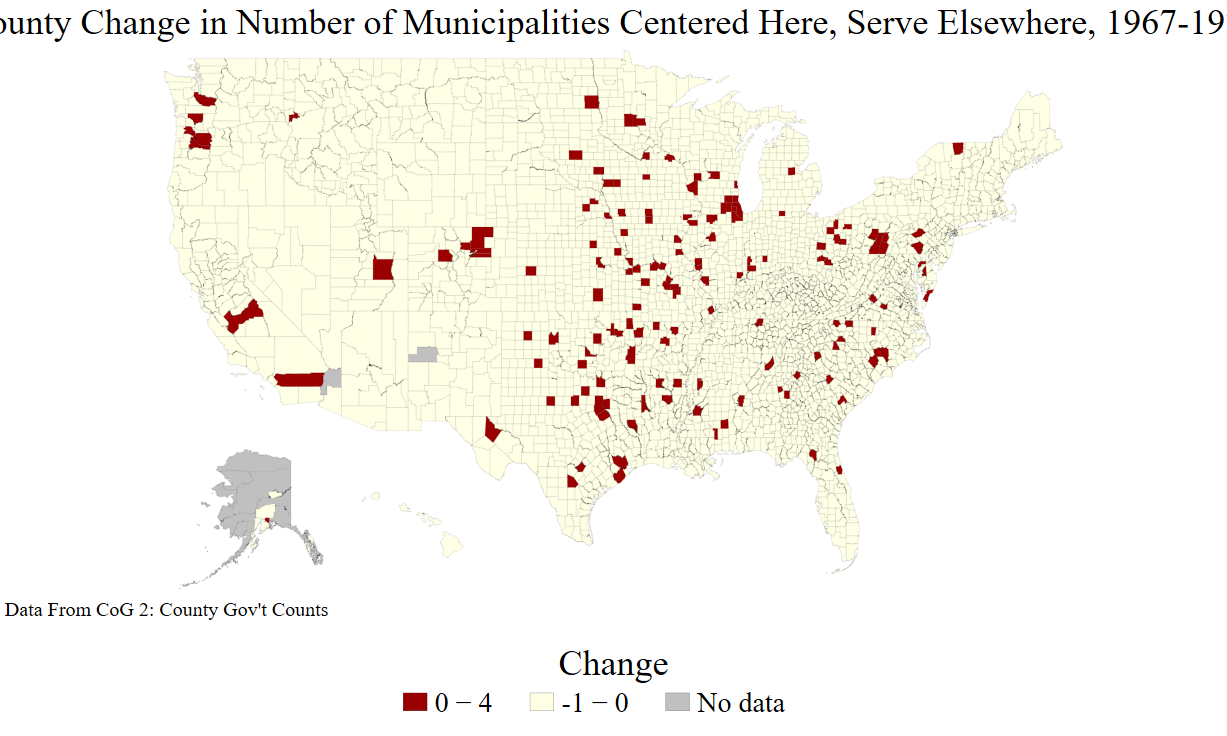 ounty Change in Number of Municipalities Centered Here, Serve Elsewhere, 1967-19
Data From CoG 2: County Gov't Counts
Change
0 − 4
-1 − 0
No data